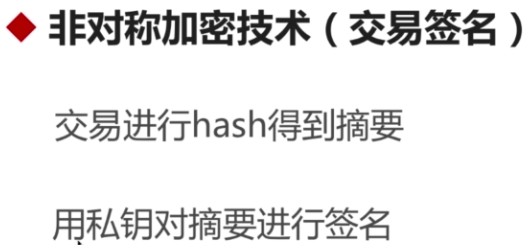 非对称加密技术（交易签名）
交易进行hash得到摘要
用私钥对摘要进行签名